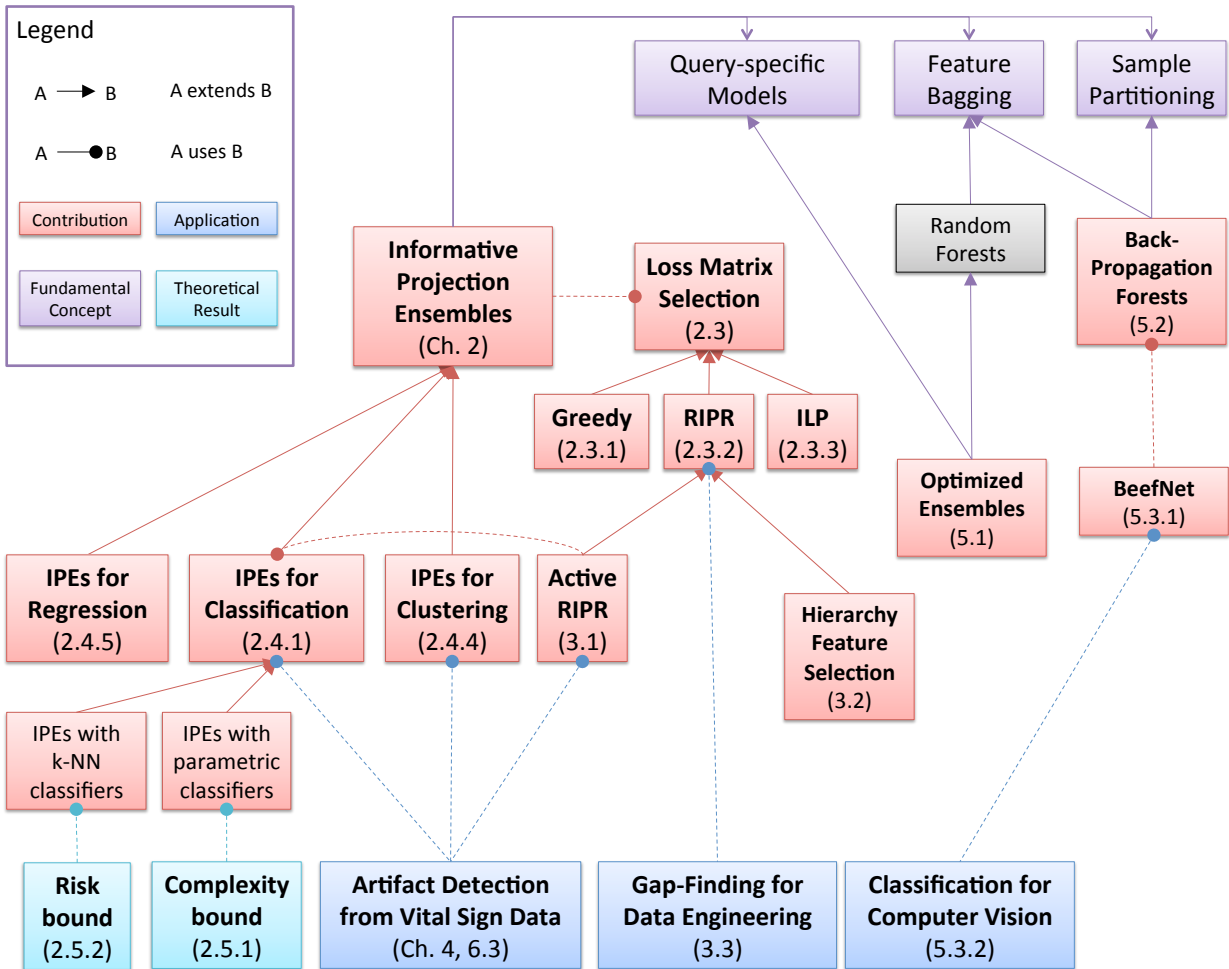 Legend
A B A extends B
A B A uses B
Contribution
Application
Fundamental
Concept
Theoretical
Result
Query-specific
Models
Feature
Bagging
Sample
Partitioning
Random
Forests
Back-
Propagation
Forests
(5.2)
Informative
Projection
Ensembles
(Ch. 2)
Loss Matrix
Selection
(2.3)
Greedy
(2.3.1)
RIPR
(2.3.2)
ILP
(2.3.3)
Optimized
Ensembles
(5.1)
BeefNet
(5.3.1)
IPEs for
Regression
(2.4.5)
IPEs for
Classification
(2.4.1)
IPEs for
Clustering
(2.4.4)
Active
RIPR
(3.1)
Hierarchy
Feature
Selection
(3.2)
IPEs with
k-NN
classifiers
IPEs with
parametric
classifiers
Risk
bound
(2.5.2)
Complexity
bound
(2.5.1)
Artifact Detection
from Vital Sign Data
(Ch. 4, 6.3)
Gap-Finding for
Data Engineering
(3.3)
Classification for
Computer Vision
(5.3.2)